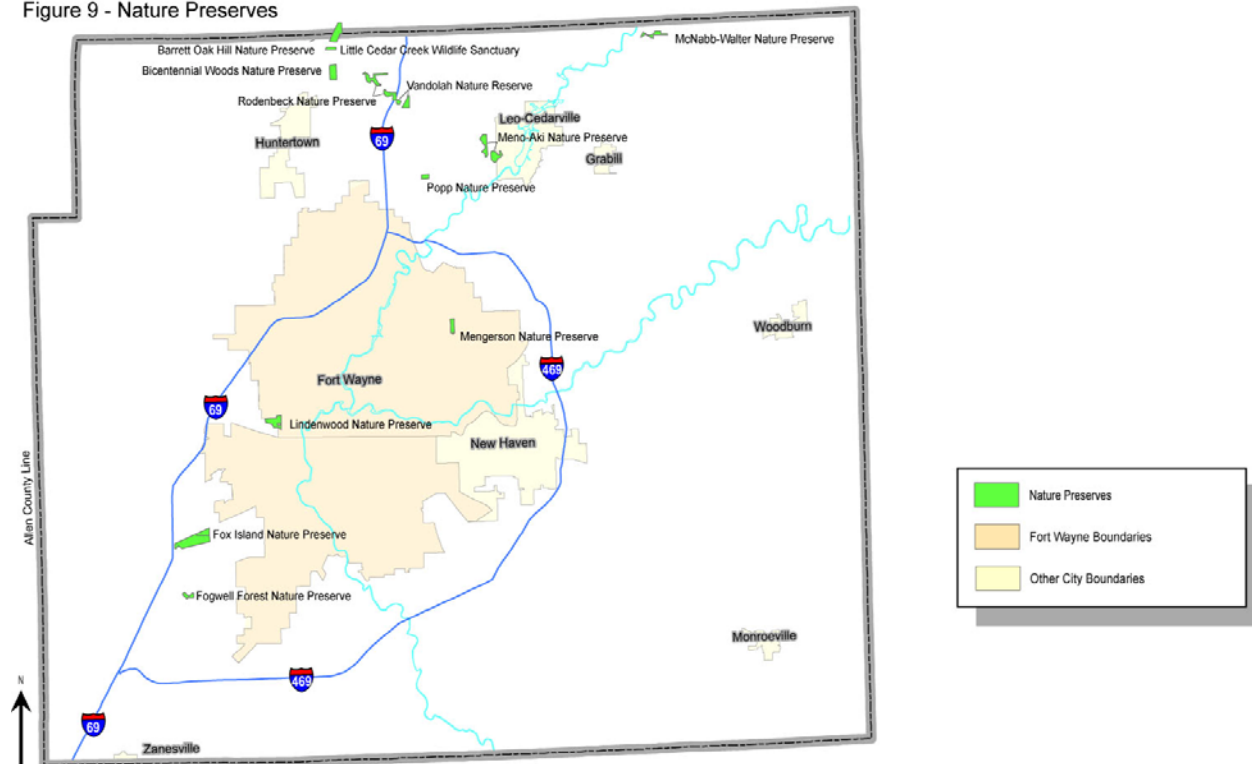 Figure 9 - Nature Preserves
Barrett Oak Hill Nature Preserve
Little Cedar Creek Wildlife Sanctuary
McNabb-Walter Nature Preserve
Bicentennial Woods Nature Preserve
Vandolah Nature Reserve
Rodenbeck Nature Preserve
Leo-Cedarville
69
Huntertown
Meno-Aki Nature Preserve
Grabill
Popp Nature Preserve
Woodburn
Mengerson Nature Preserve
469
Fort Wayne
69
Lindenwood Nature Preserve
New Haven
Allen County Line
Nature Preserves
Fox Island Nature Preserve
Fort Wayne Boundaries
Other City Boundaries
Fogwell Forest Nature Preserve
Monroeville
N
469
69
Zanesville